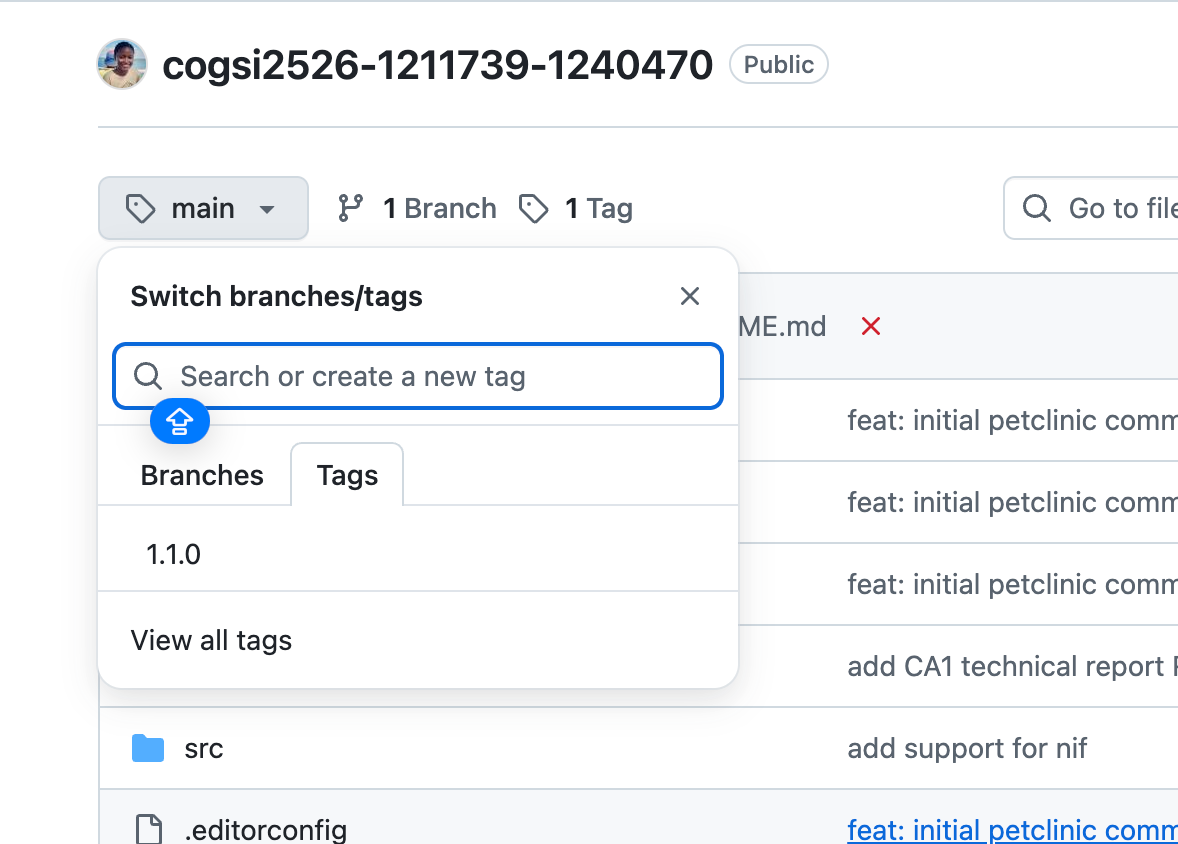 cogsi2526-1211739-1240470 Public
main 1 Branch 1 Tag Go to file
Switch branches/tags
ME.md
Search or create a new tag
feat: initial petclinic comm
Branches Tags
feat: initial petclinic comm
1.1.0
feat: initial petclinic comm
View all tags
add CA1 technical report
src add support for nif
.editorconfig feat: initial petclinic comm